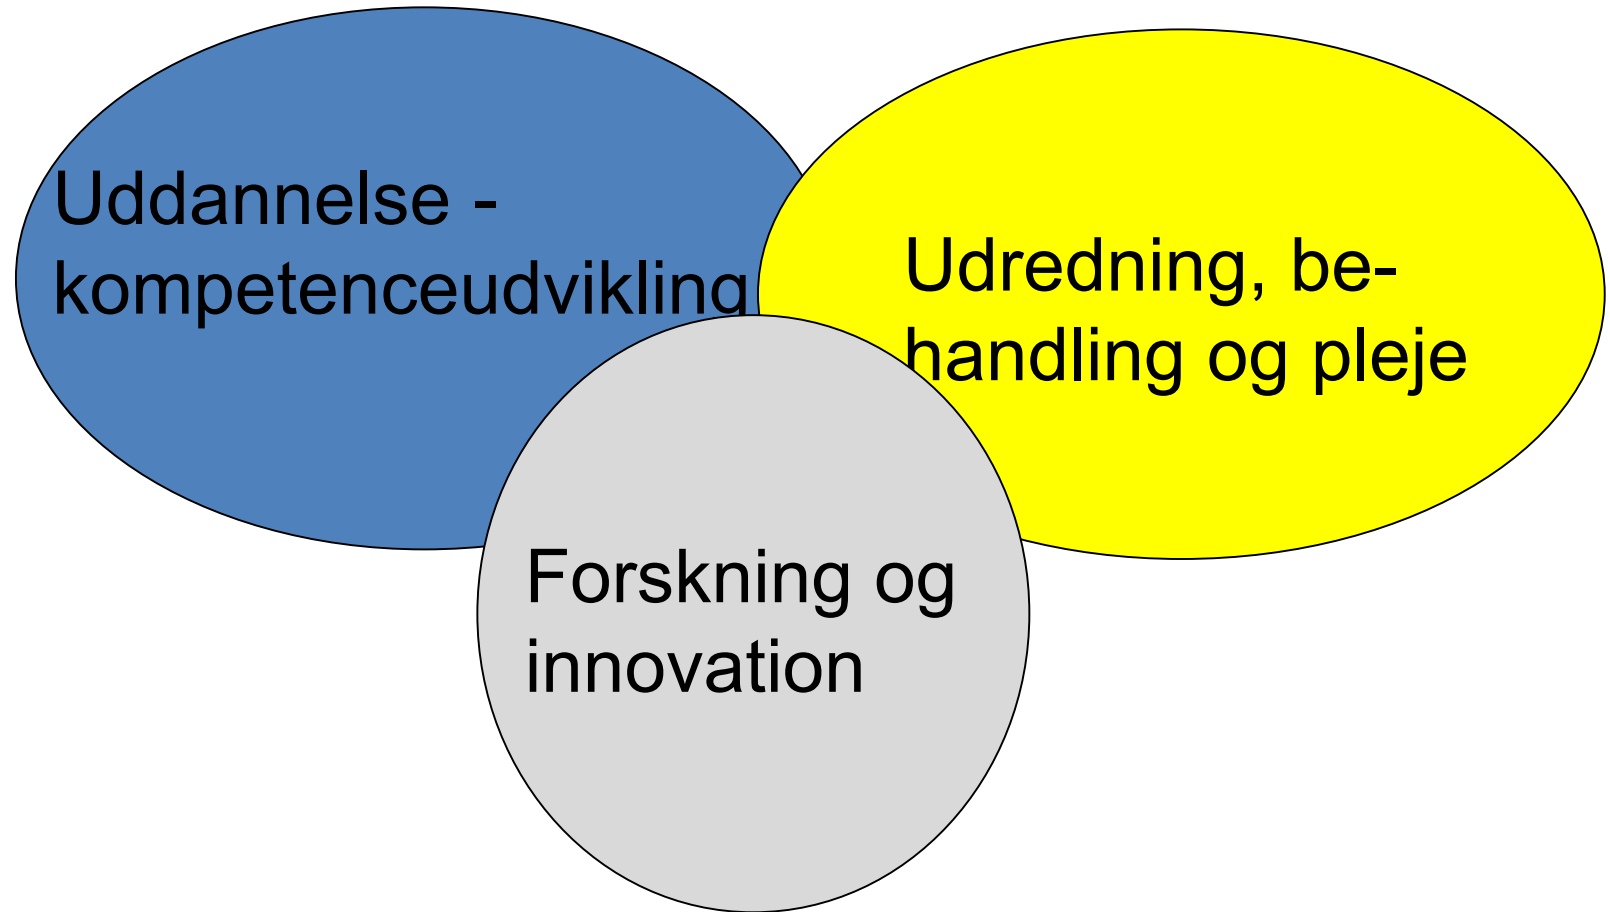 Uddannelse -
kompetenceudvikling
Udredning, be-
handling og pleje
Forskning og
innovation